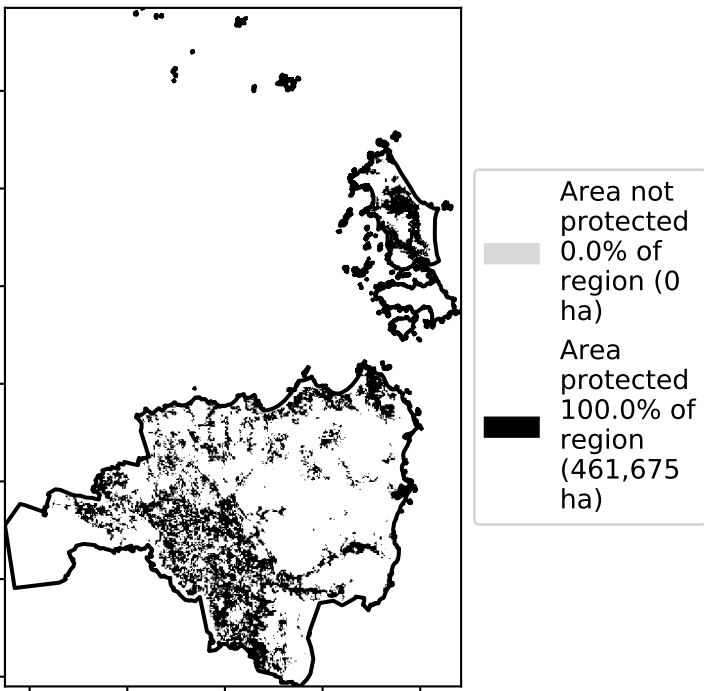 Area not
protected
0.0% of
region (0
ha)
Area
protected
100.0% of
region
(461,675
ha)